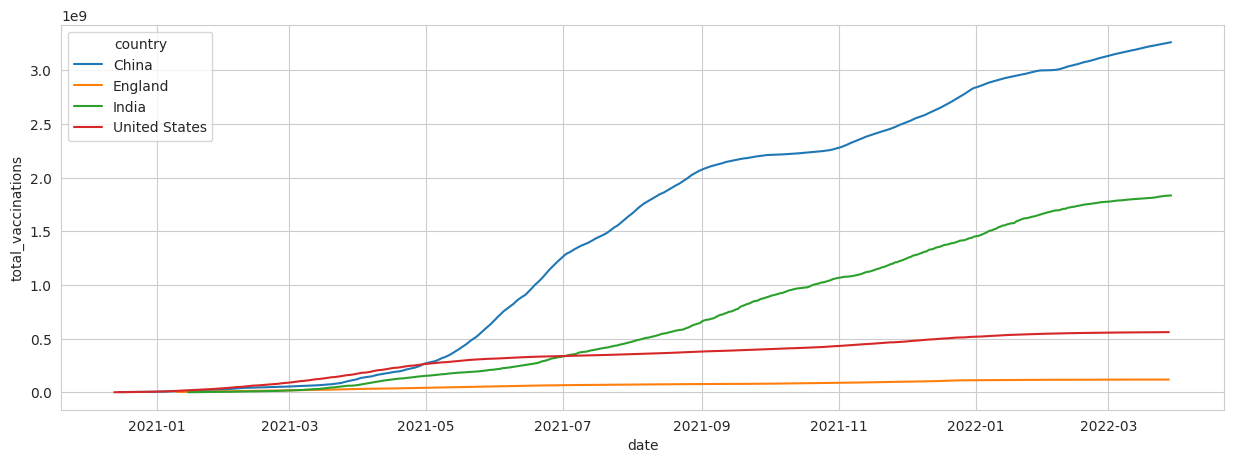 1e9
country
China
England
India
United States
3.0
2.5
2.0
1.5
1.0
0.5
0.0
total_vaccinations
2021-01 2021-03 2021-05 2021-07 2021-09 2021-11 2022-01 2022-03
date